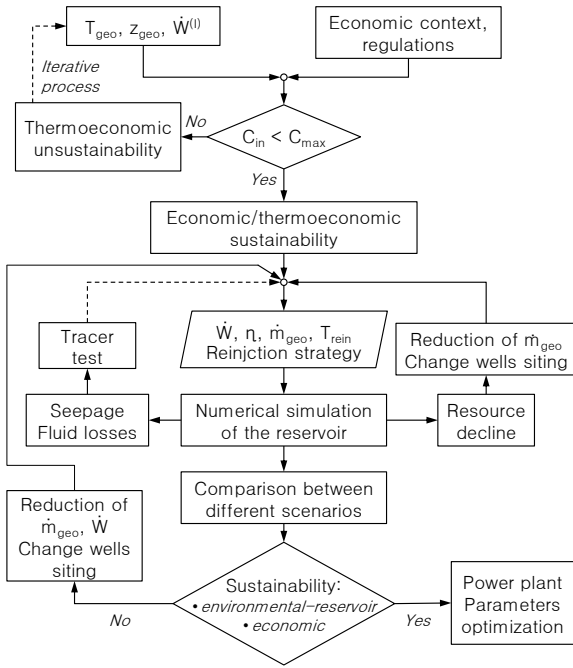 T_geo, z_geo, Ẇ^(I)
Economic context,
regulations
Iterative
process
Thermoeconomic
unsustainability
No
C_in < C_max
Yes
Economic/thermoeconomic
sustainability
Tracer
test
Ẇ, η, ṁ_geo, T_rein
Reinjction strategy
Reduction of ṁ_geo
Change wells siting
Seepage
Fluid losses
Numerical simulation
of the reservoir
Resource
decline
Comparison between
different scenarios
Reduction of
ṁ_geo, Ẇ
Change wells
siting
Sustainability:
• environmental-reservoir
• economic
No
Yes
Power plant
Parameters
optimization